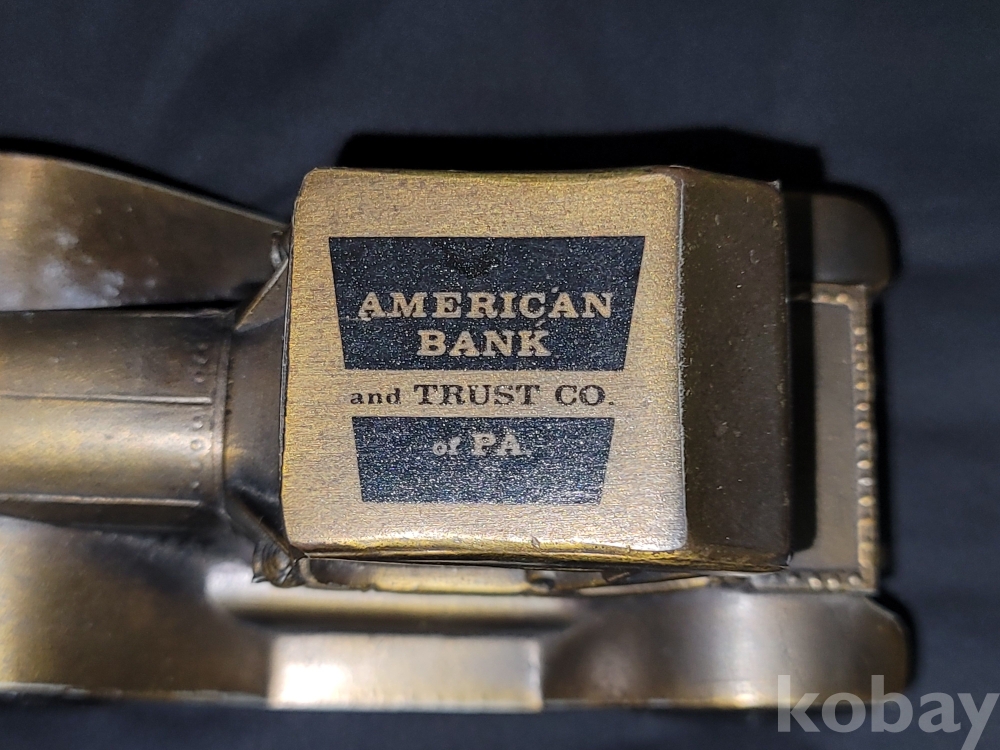 AMERICAN
BANK
and TRUST CO.
of PA.
kobay